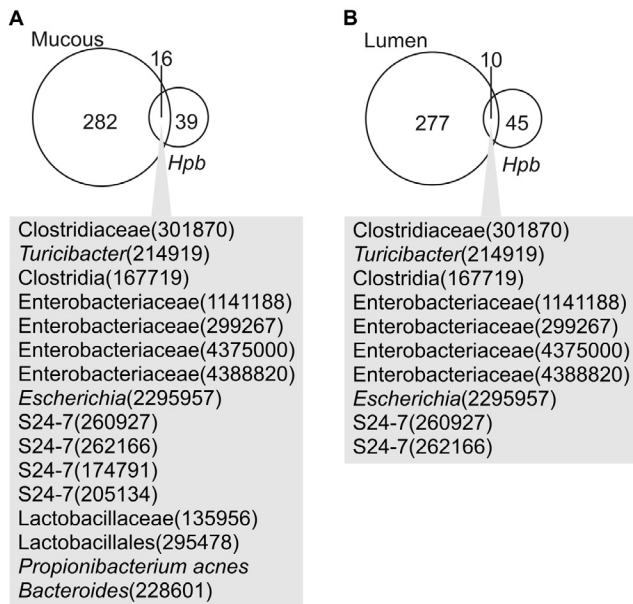 A
Mucous
16
282
39
Hpb
Clostridiaceae(301870)
Turicibacter(214919)
Clostridia(167719)
Enterobacteriaceae(1141188)
Enterobacteriaceae(299267)
Enterobacteriaceae(4375000)
Enterobacteriaceae(4388820)
Escherichia(2295957)
S24-7(260927)
S24-7(262166)
S24-7(174791)
S24-7(205134)
Lactobacillaceae(135956)
Lactobacillales(295478)
Propionibacterium acnes
Bacteroides(228601)
B
Lumen
10
277
45
Hpb
Clostridiaceae(301870)
Turicibacter(214919)
Clostridia(167719)
Enterobacteriaceae(1141188)
Enterobacteriaceae(299267)
Enterobacteriaceae(4375000)
Enterobacteriaceae(4388820)
Escherichia(2295957)
S24-7(260927)
S24-7(262166)